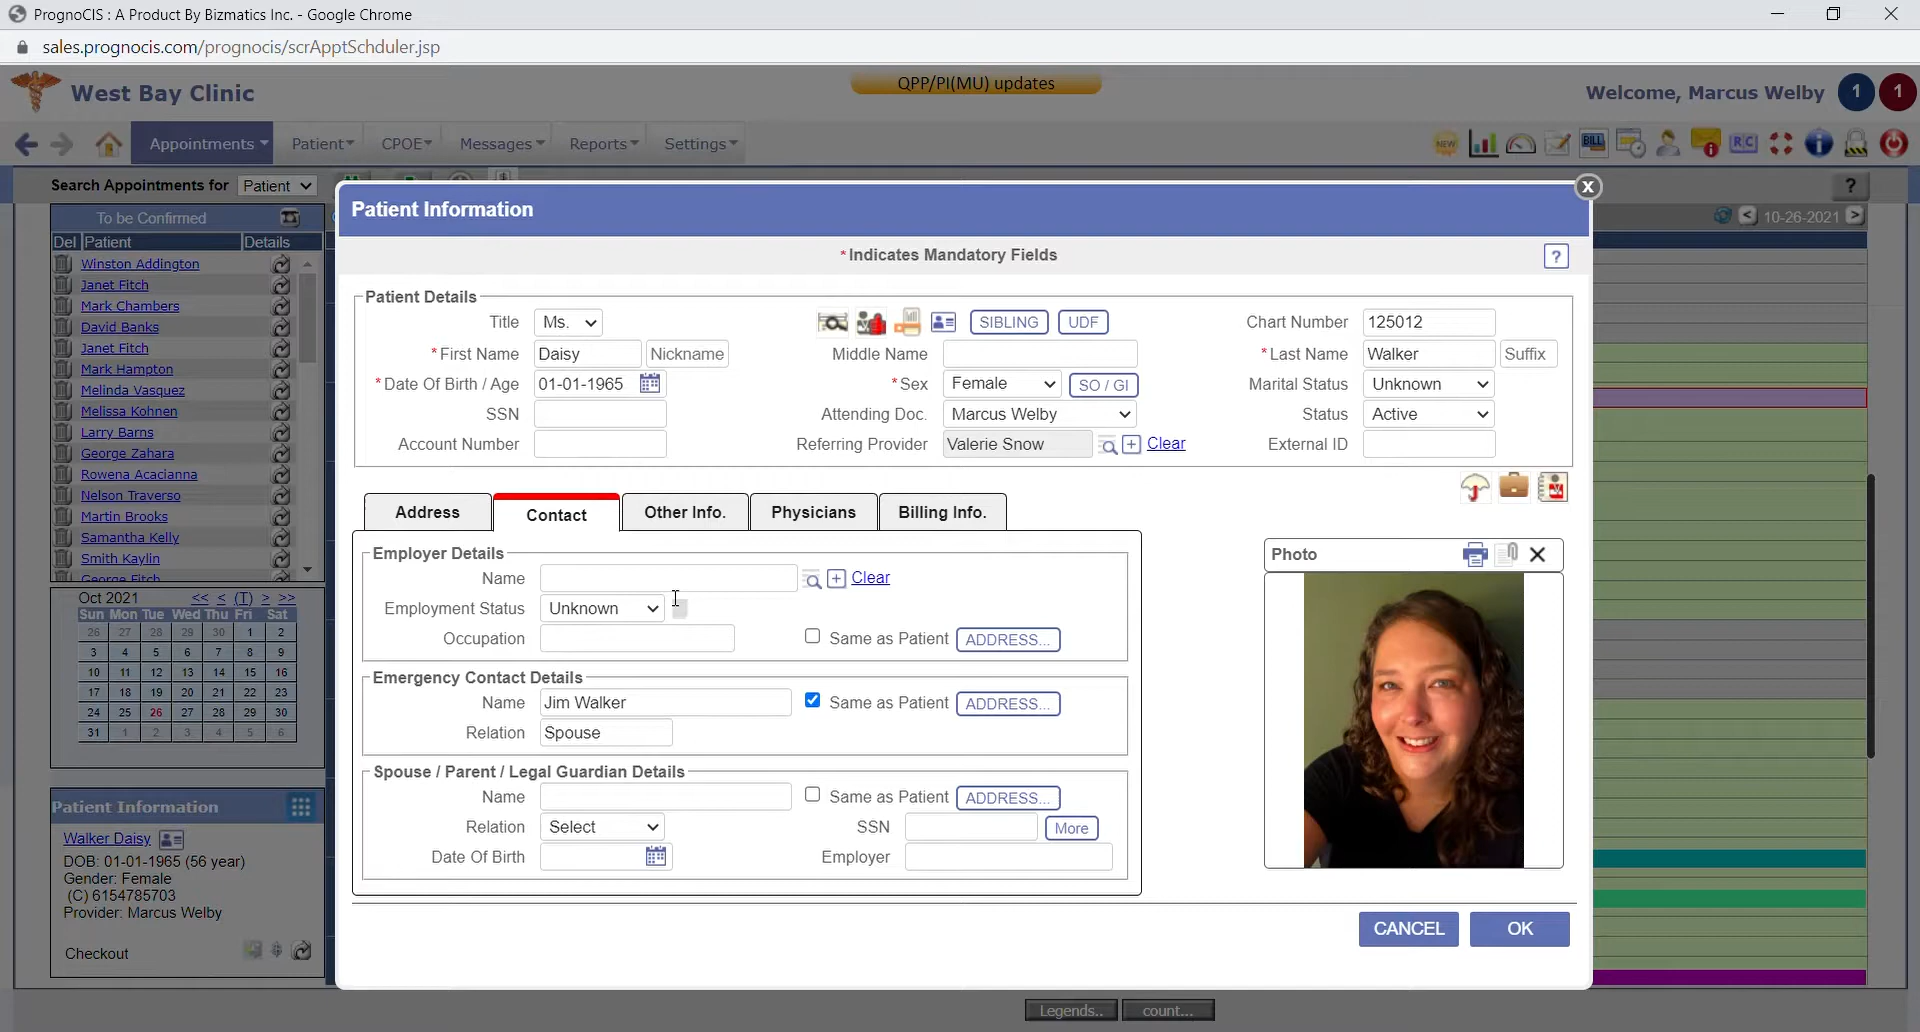 PrognoCIS : A Product By Bizmatics Inc. - Google Chrome
sales.prognocis.com/prognocis/scrApptSchduler.jsp
West Bay Clinic
QPP/PI(MU) updates
Welcome, Marcus Welby 1 1
Appointments Patient CPOE Messages Reports Settings NEW BILL RC
Search Appointments for Patient ?
To be Confirmed
Del Patient Details
Winston Addington
Janet Fitch
Mark Chambers
David Banks
Janet Fitch
Mark Hampton
Melinda Vasquez
Melissa Kohnen
Larry Barns
George Zahara
Rowena Acacianna
Nelson Traverso
Martin Brooks
Samantha Kelly
Smith Kaylin
George Fitch
< 10-26-2021 >
Oct 2021 << < (T) > >>
Sun Mon Tue Wed Thu Fri Sat
26 27 28 29 30 1 2
3 4 5 6 7 8 9
10 11 12 13 14 15 16
17 18 19 20 21 22 23
24 25 26 27 28 29 30
31 1 2 3 4 5 6
Patient Information
Walker Daisy
DOB: 01-01-1965 (56 year)
Gender: Female
(C) 6154785703
Provider: Marcus Welby
Checkout
Patient Information
X
*Indicates Mandatory Fields
?
Patient Details
Title Ms. SIBLING UDF Chart Number 125012
*First Name Daisy Nickname Middle Name *Last Name Walker Suffix
*Date Of Birth / Age 01-01-1965 *Sex Female SO / GI Marital Status Unknown
SSN Attending Doc. Marcus Welby Status Active
Account Number Referring Provider Valerie Snow Clear External ID
Address Contact Other Info. Physicians Billing Info.
Employer Details
Name Clear
Employment Status Unknown
Occupation Same as Patient ADDRESS...
Emergency Contact Details
Name Jim Walker Same as Patient ADDRESS...
Relation Spouse
Spouse / Parent / Legal Guardian Details
Name Same as Patient ADDRESS...
Relation Select SSN More
Date Of Birth Employer
Photo
CANCEL OK
Legends.. count...